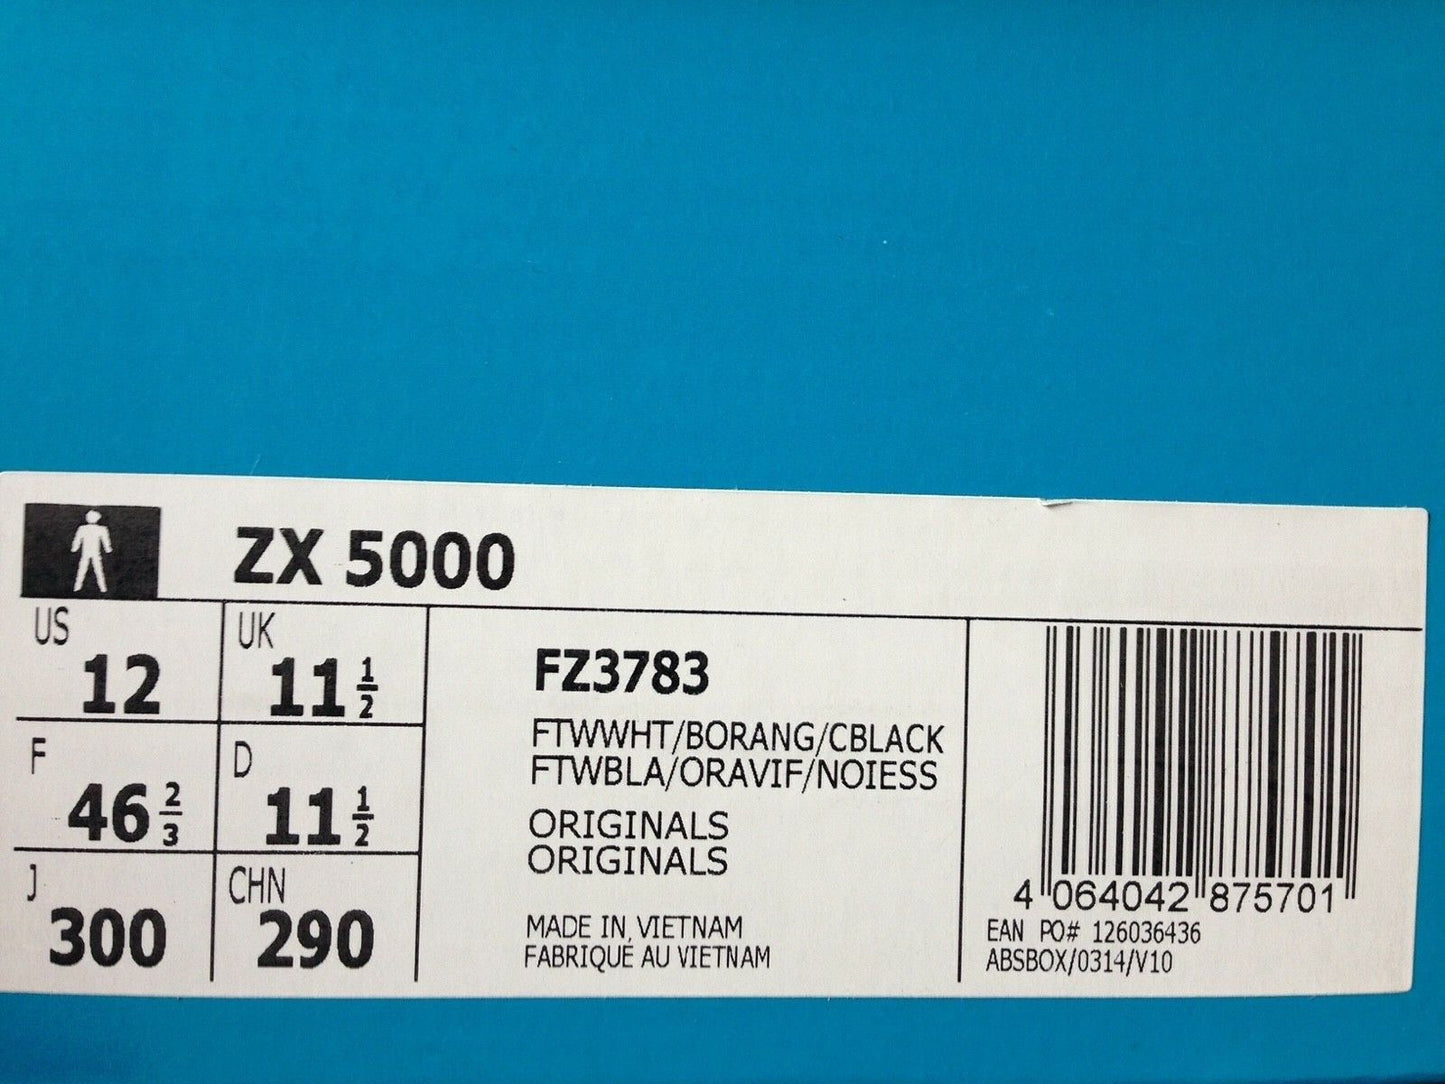 ZX 5000
US
12
UK
11 1/2
F
46 2/3
D
11 1/2
J
300
CHN
290
FZ3783
FTWWHT/BORANG/CBLACK
FTWBLA/ORAVIF/NOIESS
ORIGINALS
ORIGINALS
MADE IN VIETNAM
FABRIQUE AU VIETNAM
4 064042 875701
EAN PO# 126036436
ABSBOX/0314/V10